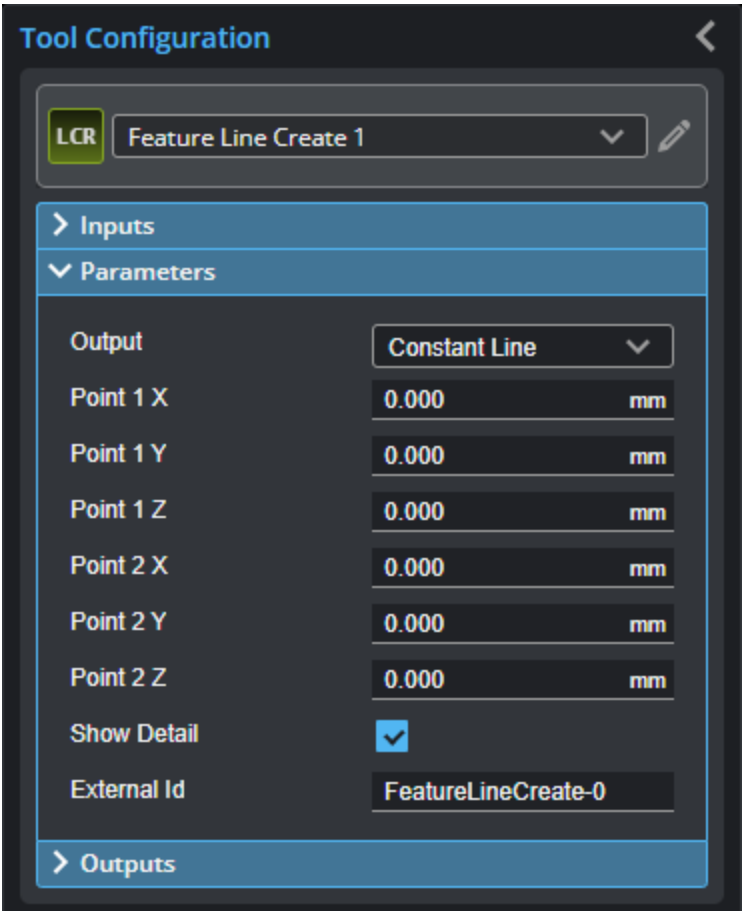 Tool Configuration
LCR Feature Line Create 1
Inputs
Parameters
Output Constant Line
Point 1 X 0.000 mm
Point 1 Y 0.000 mm
Point 1 Z 0.000 mm
Point 2 X 0.000 mm
Point 2 Y 0.000 mm
Point 2 Z 0.000 mm
Show Detail
External Id FeatureLineCreate-0
Outputs